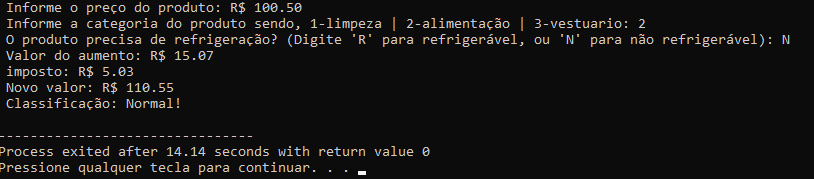 Informe o preço do produto: R$ 100.50
Informe a categoria do produto sendo, 1-limpeza | 2-alimentação | 3-vestuario: 2
O produto precisa de refrigeração? (Digite 'R' para refrigerável, ou 'N' para não refrigerável): N
Valor do aumento: R$ 15.07
imposto: R$ 5.03
Novo valor: R$ 110.55
Classificação: Normal!
--------------------------------
Process exited after 14.14 seconds with return value 0
Pressione qualquer tecla para continuar. . .